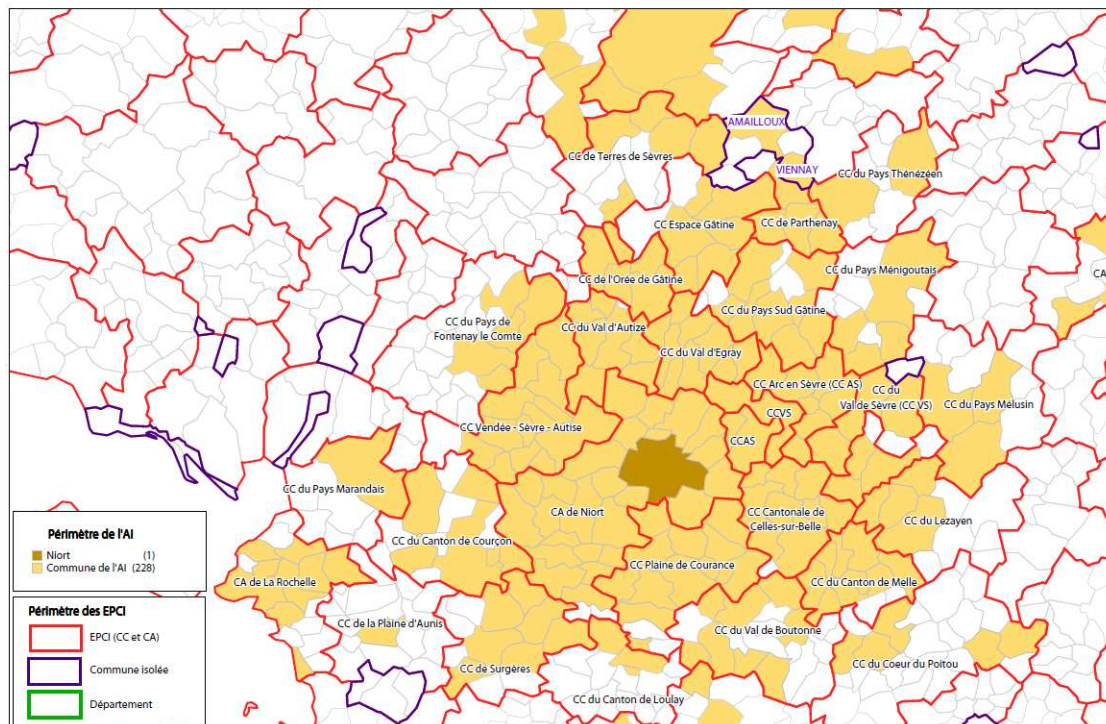 AMAILLOUX
CC de Terres de Sèvres
VIENNAY
CC du Pays Thénézéen
CC Espace Gâtine
CC de Parthenay
CC de l'Orée de Gâtine
CC du Pays Ménigoutais
CA
CC du Pays Sud Gâtine
CC du Pays de
Fontenay le Comte
CC du Val d'Autize
CC du Val d'Egray
CC Arc en Sèvre (CC AS)
CC du
Val de Sèvre (CC VS)
CC du Pays Mélusin
CCVS
CC Vendée - Sèvre - Autise
CCAS
CC du Pays Marandais
CA de Niort
CC Cantonale de
Celles-sur-Belle
CC du Lezayen
CC du Canton de Courçon
CC Plaine de Courance
CA de La Rochelle
CC du Canton de Melle
CC de la Plaine d'Aunis
CC du Val de Boutonne
CC de Surgères
CC du Coeur du Poitou
CC du Canton de Loulay
Périmètre de l'AI
Niort (1)
Commune de l'AI (228)
Périmètre des EPCI
EPCI (CC et CA)
Commune isolée
Département